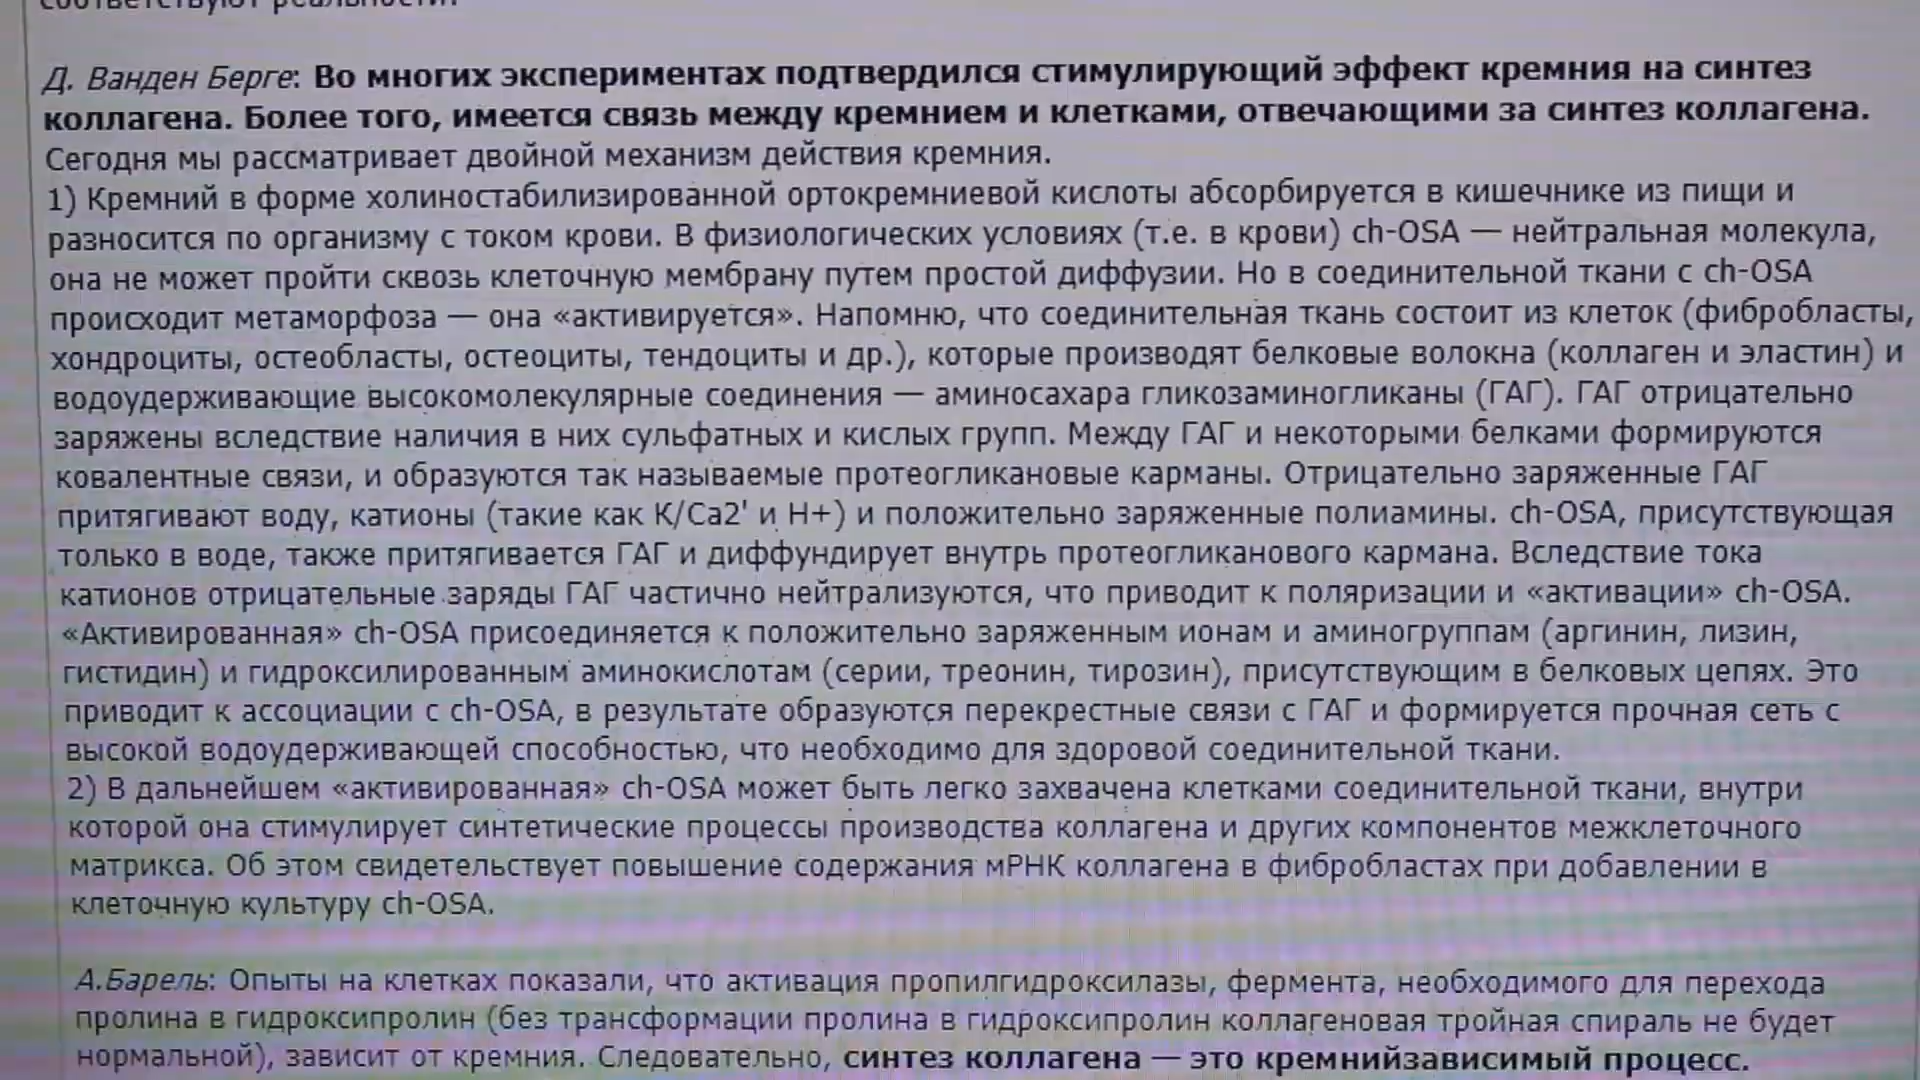 соответствуют реальности.
Д. Ванден Берге: Во многих экспериментах подтвердился стимулирующий эффект кремния на синтез
коллагена. Более того, имеется связь между кремнием и клетками, отвечающими за синтез коллагена.
Сегодня мы рассматривает двойной механизм действия кремния.
1) Кремний в форме холиностабилизированной ортокремниевой кислоты абсорбируется в кишечнике из пищи и
разносится по организму с током крови. В физиологических условиях (т.е. в крови) ch-OSA — нейтральная молекула,
она не может пройти сквозь клеточную мембрану путем простой диффузии. Но в соединительной ткани с ch-OSA
происходит метаморфоза — она «активируется». Напомню, что соединительная ткань состоит из клеток (фибробласты,
хондроциты, остеобласты, остеоциты, тендоциты и др.), которые производят белковые волокна (коллаген и эластин) и
водоудерживающие высокомолекулярные соединения — аминосахара гликозаминогликаны (ГАГ). ГАГ отрицательно
заряжены вследствие наличия в них сульфатных и кислых групп. Между ГАГ и некоторыми белками формируются
ковалентные связи, и образуются так называемые протеогликановые карманы. Отрицательно заряженные ГАГ
притягивают воду, катионы (такие как K/Ca2' и H+) и положительно заряженные полиамины. ch-OSA, присутствующая
только в воде, также притягивается ГАГ и диффундирует внутрь протеогликанового кармана. Вследствие тока
катионов отрицательные заряды ГАГ частично нейтрализуются, что приводит к поляризации и «активации» ch-OSA.
«Активированная» ch-OSA присоединяется к положительно заряженным ионам и аминогруппам (аргинин, лизин,
гистидин) и гидроксилированным аминокислотам (серии, треонин, тирозин), присутствующим в белковых цепях. Это
приводит к ассоциации с ch-OSA, в результате образуются перекрестные связи с ГАГ и формируется прочная сеть с
высокой водоудерживающей способностью, что необходимо для здоровой соединительной ткани.
2) В дальнейшем «активированная» ch-OSA может быть легко захвачена клетками соединительной ткани, внутри
которой она стимулирует синтетические процессы производства коллагена и других компонентов межклеточного
матрикса. Об этом свидетельствует повышение содержания мРНК коллагена в фибробластах при добавлении в
клеточную культуру ch-OSA.
А.Барель: Опыты на клетках показали, что активация пропилгидроксилазы, фермента, необходимого для перехода
пролина в гидроксипролин (без трансформации пролина в гидроксипролин коллагеновая тройная спираль не будет
нормальной), зависит от кремния. Следовательно, синтез коллагена — это кремнийзависимый процесс.